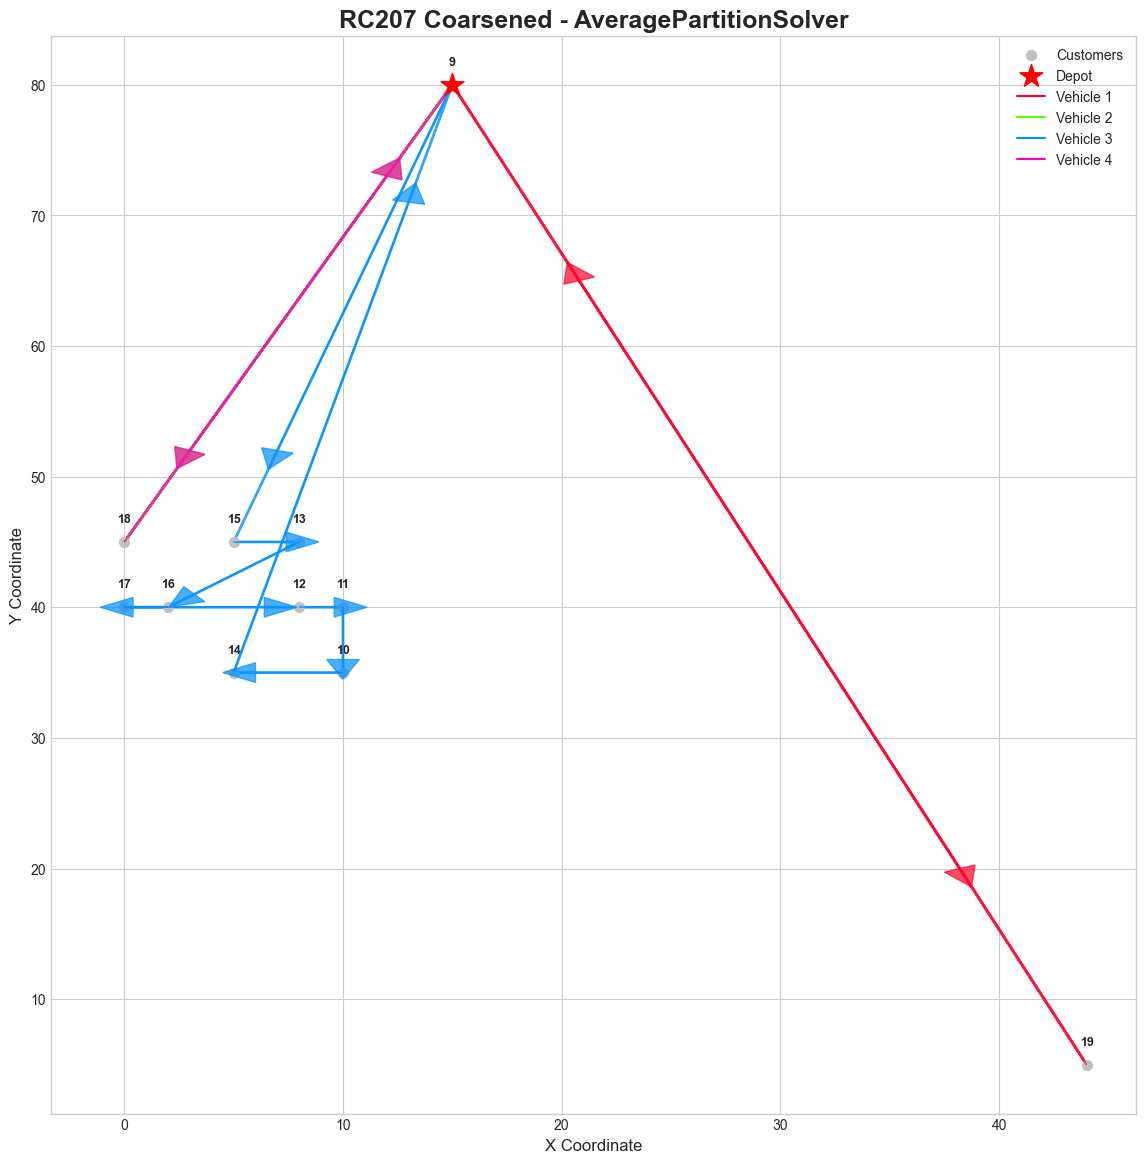 RC207 Coarsened - AveragePartitionSolver
Customers
Depot
Vehicle 1
Vehicle 2
Vehicle 3
Vehicle 4
9
18 15 13
17 16 12 11
14 10
19
80
70
60
50
40
30
20
10
Y Coordinate
0 10 20 30 40
X Coordinate